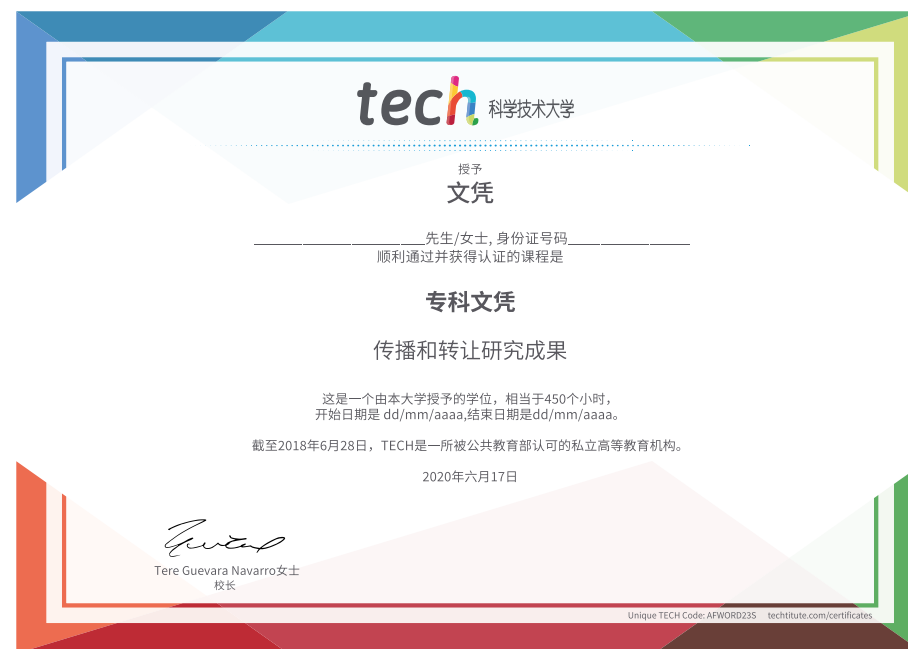 tech 科学技术大学
授予
文凭
________________________先生/女士, 身份证号码_________________
顺利通过并获得认证的课程是
专科文凭
传播和转让研究成果
这是一个由本大学授予的学位，相当于450个小时，
开始日期是 dd/mm/aaaa,结束日期是dd/mm/aaaa。
截至2018年6月28日，TECH是一所被公共教育部认可的私立高等教育机构。
2020年六月17日
Tere Guevara Navarro女士
校长
Unique TECH Code: AFWORD23S techtitute.com/certificates